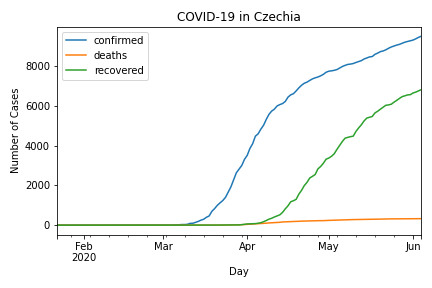 COVID-19 in Czechia
confirmed
deaths
recovered
Number of Cases
8000
6000
4000
2000
0
Feb
2020
Mar
Apr
May
Jun
Day